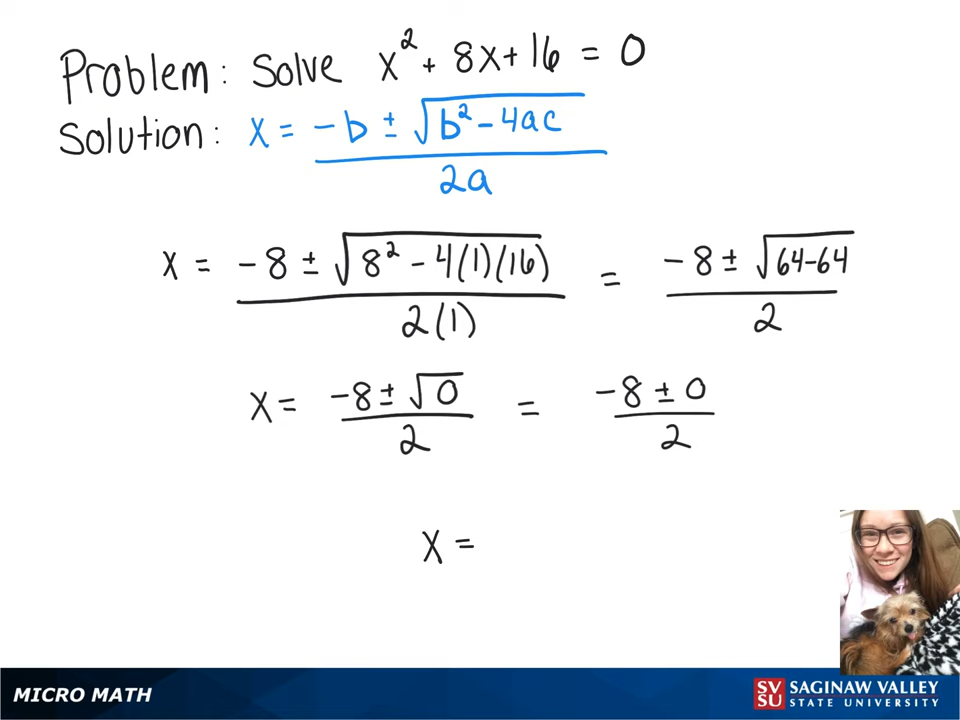 Problem: Solve x² + 8x + 16 = 0
Solution: x = (-b ± √(b² - 4ac)) / 2a
x = (-8 ± √(8² - 4(1)(16))) / 2(1) = (-8 ± √(64-64)) / 2
x = (-8 ± √0) / 2 = (-8 ± 0) / 2
x =
MICRO MATH
SV
SU
SAGINAW VALLEY
STATE UNIVERSITY